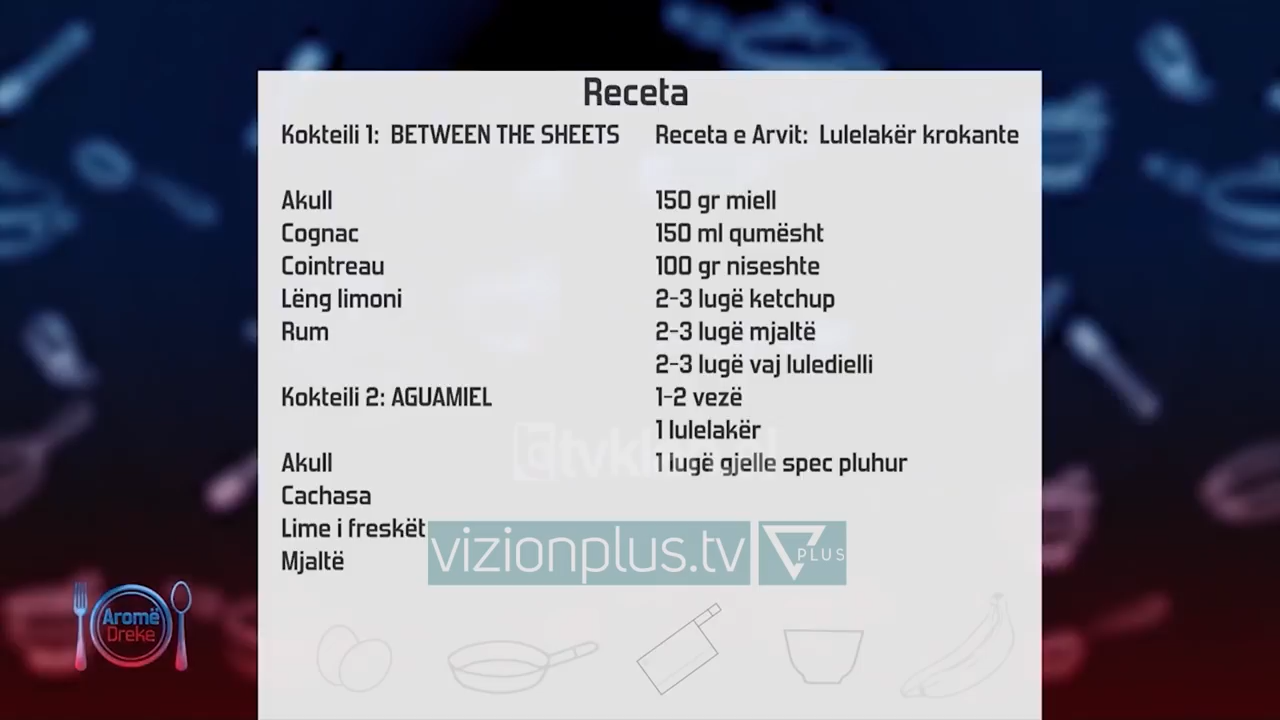 Receta
Kokteili 1: BETWEEN THE SHEETS
Akull
Cognac
Cointreau
Lëng limoni
Rum
Kokteili 2: AGUAMIEL
Akull
Cachasa
Lime i freskët
Mjaltë
Receta e Arvit: Lulelakër krokante
150 gr miell
150 ml qumësht
100 gr niseshte
2-3 lugë ketchup
2-3 lugë mjaltë
2-3 lugë vaj luledielli
1-2 vezë
1 lulelakër
1 lugë gjelle spec pluhur
vizionplus.tv
PLUS
Aromë
Dreke